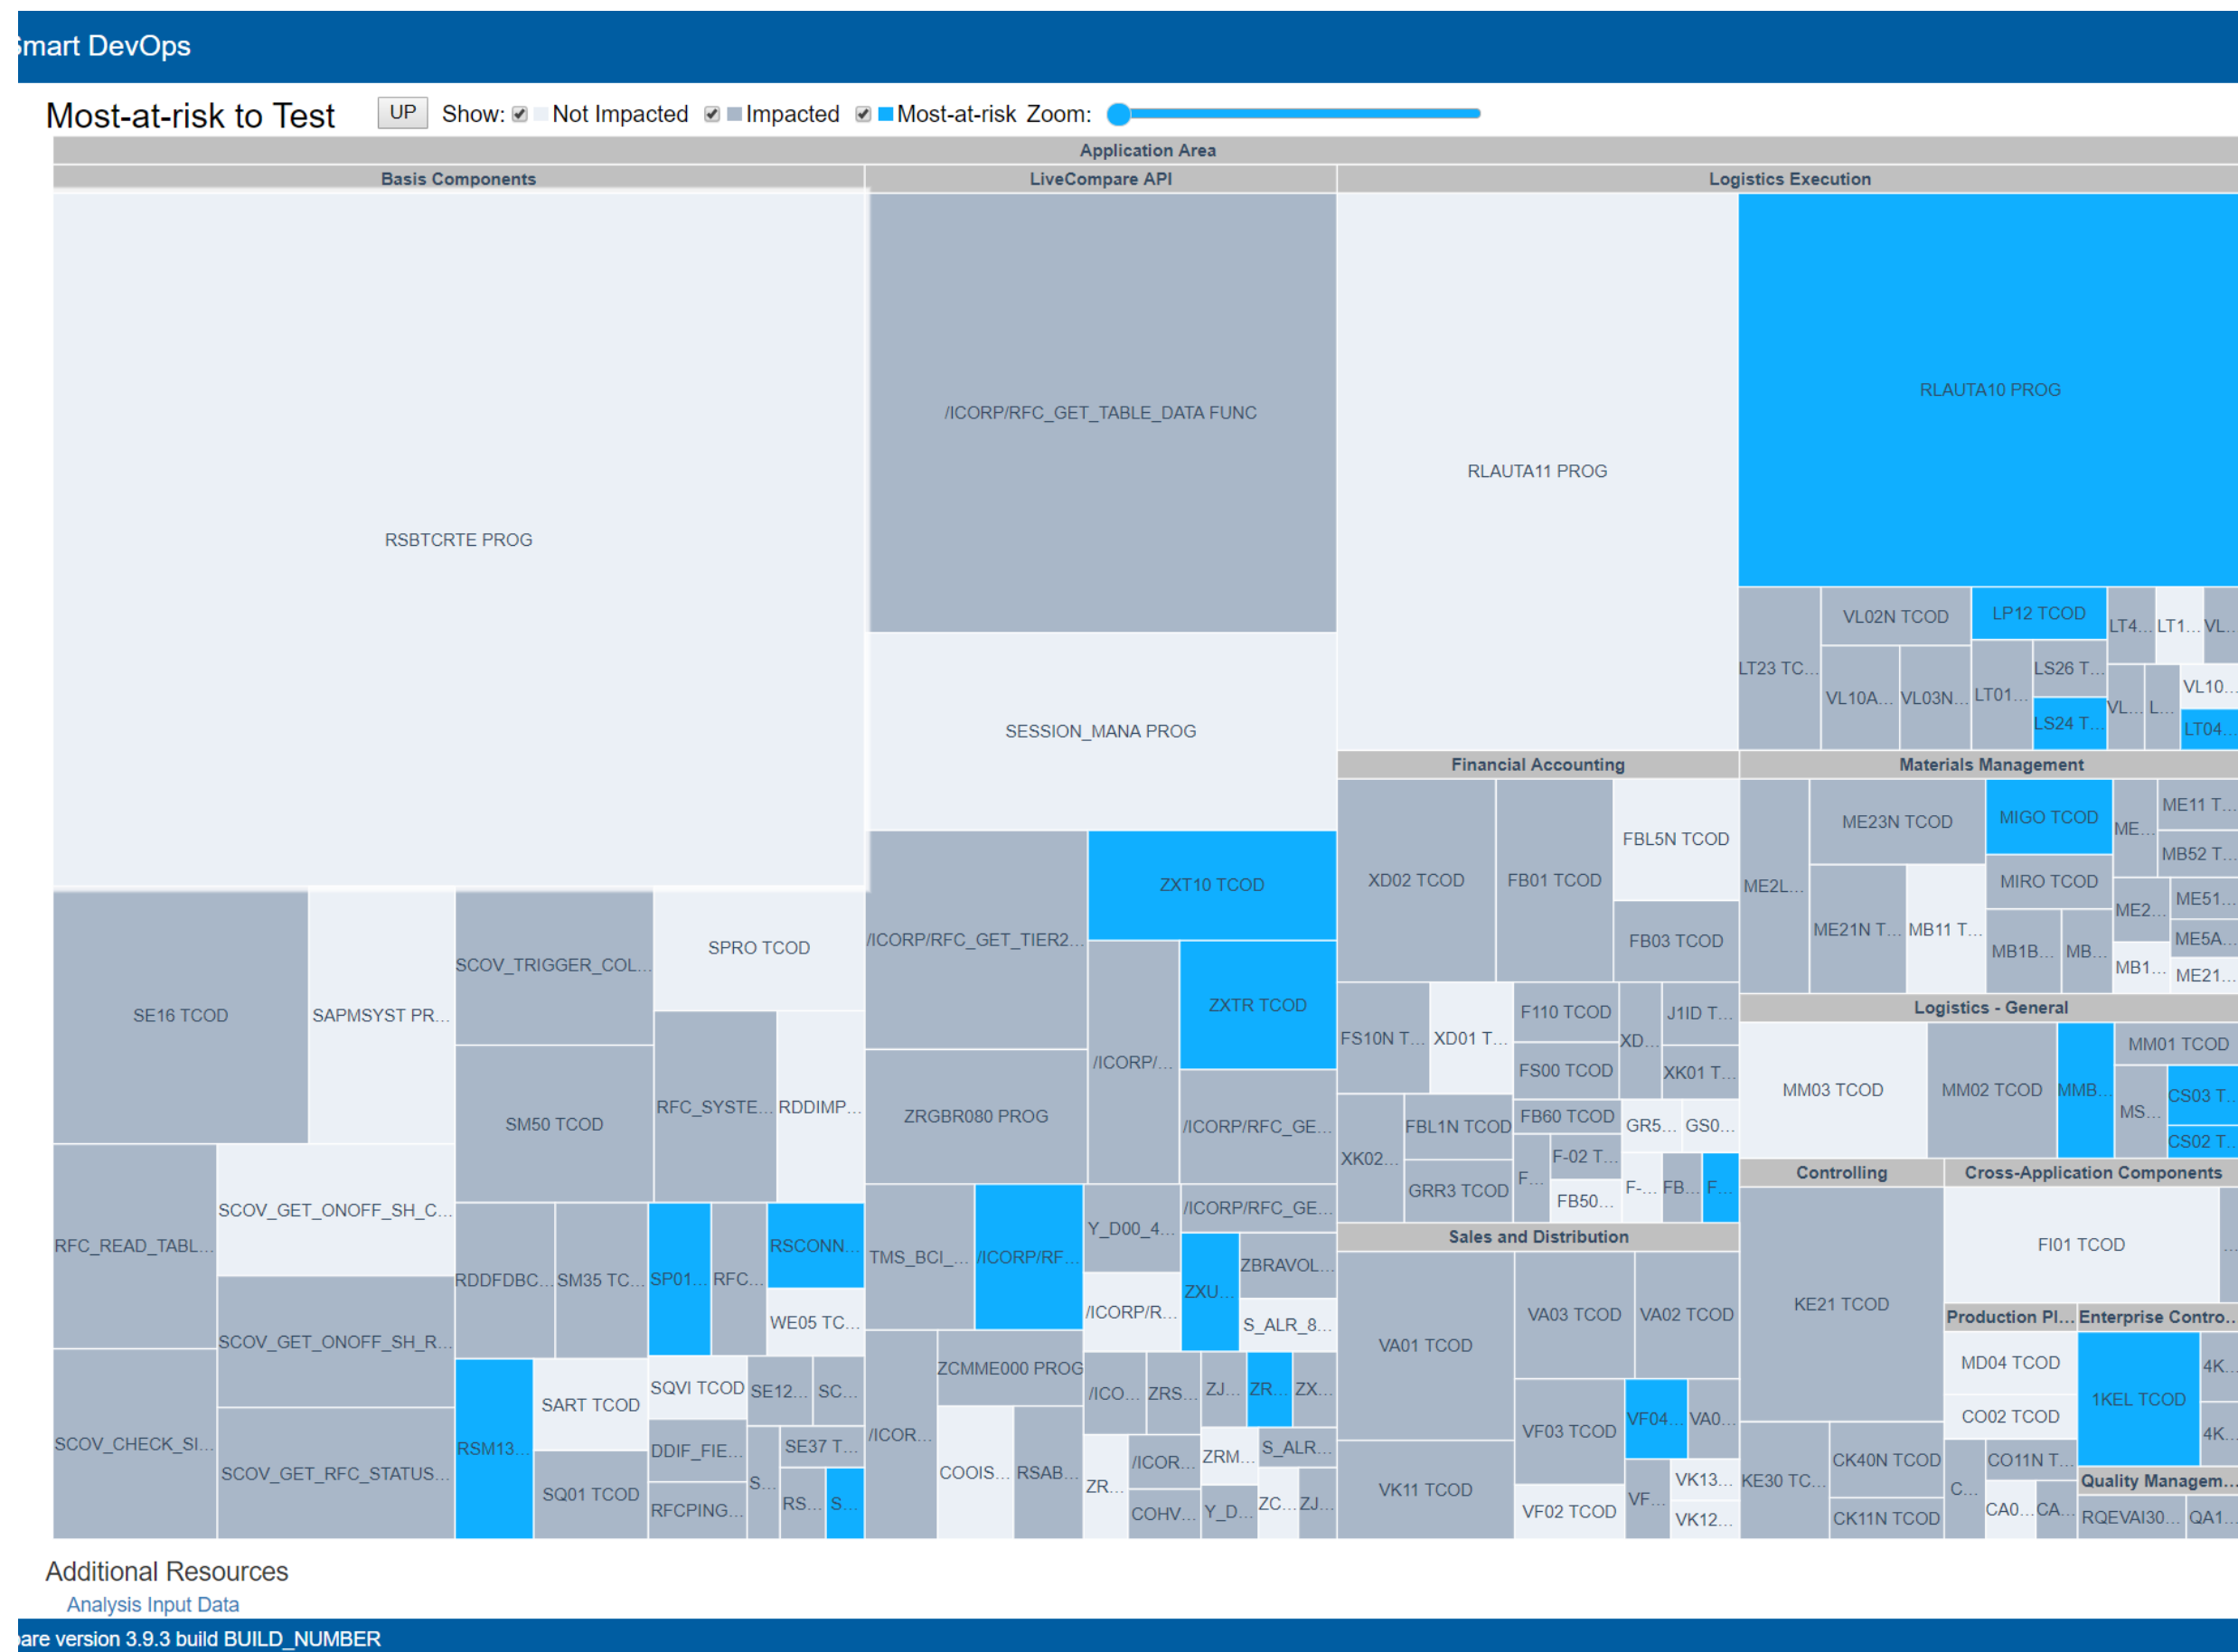 Smart DevOps
Most-at-risk to Test
UP
Show: Not Impacted Impacted Most-at-risk Zoom:
Application Area
Basis Components
RSBTCRTE PROG
SE16 TCOD
SAPMSYST PR...
SCOV_TRIGGER_COL...
SPRO TCOD
SM50 TCOD
RFC_SYSTE...
RDDIMP...
RFC_READ_TABL...
SCOV_GET_ONOFF_SH_C...
SCOV_GET_ONOFF_SH_R...
SCOV_CHECK_SI...
SCOV_GET_RFC_STATUS...
RDDFDBC...
SM35 TC...
SP01...
RFC...
RSCONN...
WE05 TC...
RSM13...
SART TCOD
SQ01 TCOD
SQVI TCOD
SE12...
SC...
DDIF_FIE...
RFCPING...
S...
SE37 T...
RS...
S...
LiveCompare API
/ICORP/RFC_GET_TABLE_DATA FUNC
SESSION_MANA PROG
/ICORP/RFC_GET_TIER2...
ZXT10 TCOD
/ICORP/...
ZXTR TCOD
ZRGBR080 PROG
/ICORP/RFC_GE...
TMS_BCI_...
/ICORP/RF...
Y_D00_4...
/ICORP/RFC_GE...
/ICORP/R...
ZXU...
ZBRAVOL...
S_ALR_8...
/ICOR...
ZCMME000 PROG
COOIS...
RSAB...
/ICO...
ZRS...
ZJ...
ZR...
ZX...
ZR...
/ICOR...
COHV...
ZRM...
S_ALR...
Y_D...
ZC...
ZJ...
Logistics Execution
RLAUTA11 PROG
RLAUTA10 PROG
LT23 TC...
VL02N TCOD
LP12 TCOD
LT4...
LT1...
VL...
VL10A...
VL03N...
LT01...
LS26 T...
LS24 T...
VL...
L...
VL10...
LT04...
Financial Accounting
XD02 TCOD
FB01 TCOD
FBL5N TCOD
FB03 TCOD
FS10N T...
XD01 T...
F110 TCOD
FS00 TCOD
XD...
J1ID T...
XK01 T...
XK02...
FBL1N TCOD
GRR3 TCOD
FB60 TCOD
GR5...
GS0...
F...
F-02 T...
FB50...
F-...
FB...
F...
Materials Management
ME2L...
ME23N TCOD
MIGO TCOD
ME...
ME11 T...
MB52 T...
ME21N T...
MB11 T...
MIRO TCOD
MB1B...
MB...
ME2...
MB1...
ME51...
ME5A...
ME21...
Logistics - General
MM03 TCOD
MM02 TCOD
MMB...
MM01 TCOD
MS...
CS03 T...
CS02 T...
Sales and Distribution
VA01 TCOD
VK11 TCOD
VA03 TCOD
VA02 TCOD
VF03 TCOD
VF04...
VA0...
VF02 TCOD
VF...
VK13...
VK12...
Controlling
KE21 TCOD
KE30 TC...
CK40N TCOD
CK11N TCOD
Cross-Application Components
FI01 TCOD
...
Production Pl...
MD04 TCOD
CO02 TCOD
C...
CO11N T...
CA0...
CA...
Enterprise Contro...
1KEL TCOD
4K...
4K...
Quality Managem...
RQEVAI30...
QA1...
Additional Resources
Analysis Input Data
are version 3.9.3 build BUILD_NUMBER